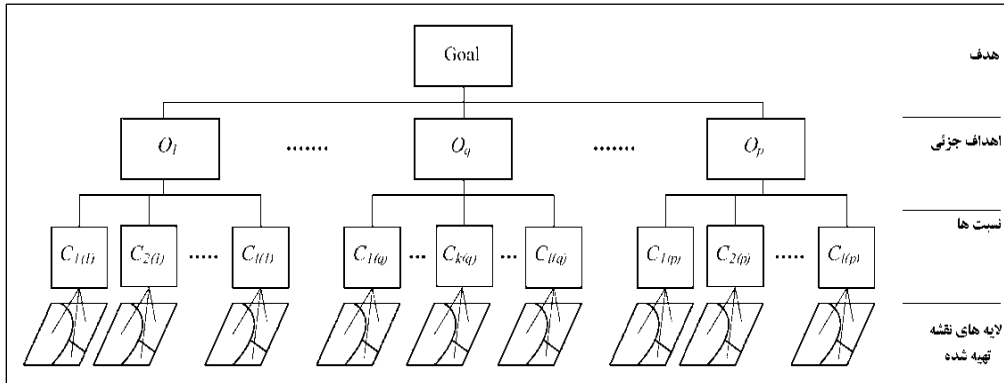 Goal
هدف
O1 ....... Oq ....... Op
اهداف جزئی
C1(1) C2(1) ..... Cl(1) C1(q) ... Ck(q) ... Cl(q) C1(p) C2(p) ..... Cl(p)
نسبت ها
لایه های نقشه
تهیه شده